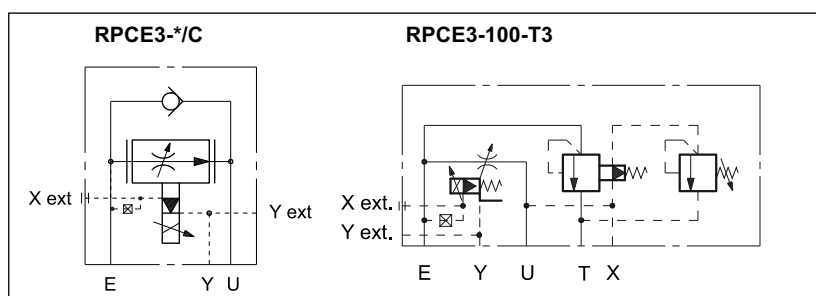 RPCE3-*/C
RPCE3-100-T3
X ext
Y ext
E Y U
X ext.
Y ext.
E Y U T X